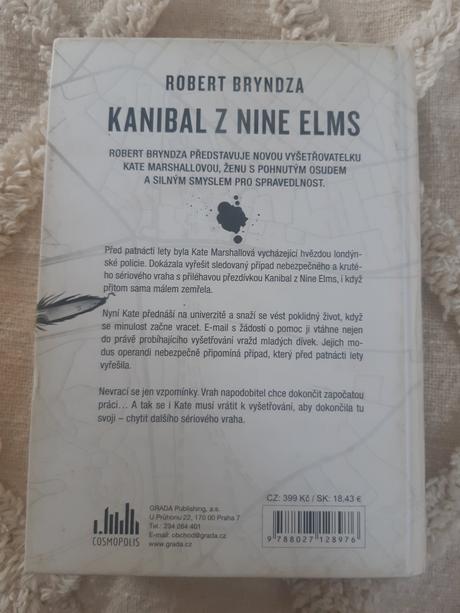 ROBERT BRYNDZA
KANIBAL Z NINE ELMS
ROBERT BRYNDZA PŘEDSTAVUJE NOVOU VYŠETŘOVATELKU
KATE MARSHALLOVOU, ŽENU S POHNUTÝM OSUDEM
A SILNÝM SMYSLEM PRO SPRAVEDLNOST.
Před patnácti lety byla Kate Marshallová vycházející hvězdou londýn-
ské policie. Dokázala vyřešit sledovaný případ nebezpečného a kruté-
ho sériového vraha s přiléhavou přezdívkou Kanibal z Nine Elms, i když
přitom sama málem zemřela.
Nyní Kate přednáší na univerzitě a snaží se vést poklidný život, když
se minulost začne vracet. E-mail s žádostí o pomoc ji vtáhne nejen
do právě probíhajícího vyšetřování vražd mladých dívek. Jejich mo-
dus operandi nebezpečně připomíná případ, který před patnácti lety
vyřešila.
Nevrací se jen vzpomínky. Vrah napodobitel chce dokončit započatou
práci… A tak se i Kate musí vrátit k vyšetřování, aby dokončila tu
svoji – chytit dalšího sériového vraha.
COSMOPOLIS
GRADA Publishing, a.s.
U Průhonu 22, 170 00 Praha 7
Tel.: 234 264 401
E-mail: obchod@grada.cz
www.grada.cz
CZ: 399 Kč / SK: 18,43 €
9 788027 128976